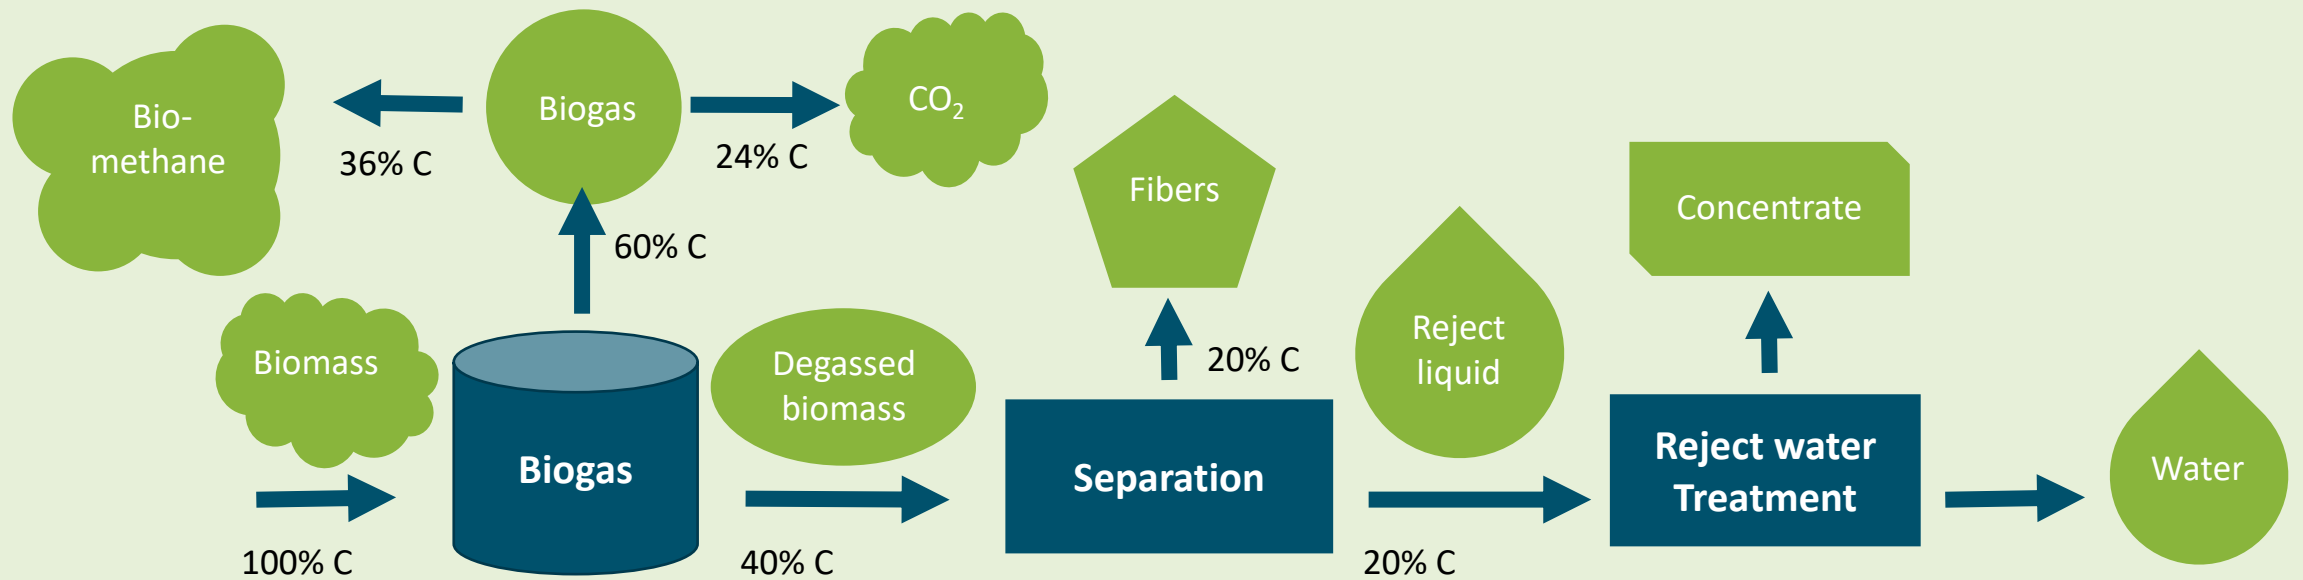 Bio-
methane
36% C
Biogas
24% C
CO₂
60% C
Fibers
20% C
Concentrate
Biomass
100% C
Biogas
Degassed
biomass
40% C
Separation
Reject
liquid
20% C
Reject water
Treatment
Water